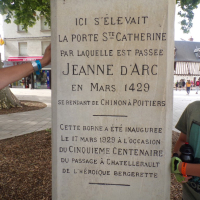 ICI S'ÉLEVAIT
LA PORTE STE CATHERINE
PAR LAQUELLE EST PASSÉE
JEANNE D'ARC
EN MARS 1429
SE RENDANT DE CHINON À POITIERS
CETTE BORNE A ÉTÉ INAUGURÉE
LE 17 MARS 1929 À L'OCCASION
DU CINQUIÈME CENTENAIRE
DU PASSAGE À CHATELLERAULT
DE L'HÉROÏQUE BERGERETTE